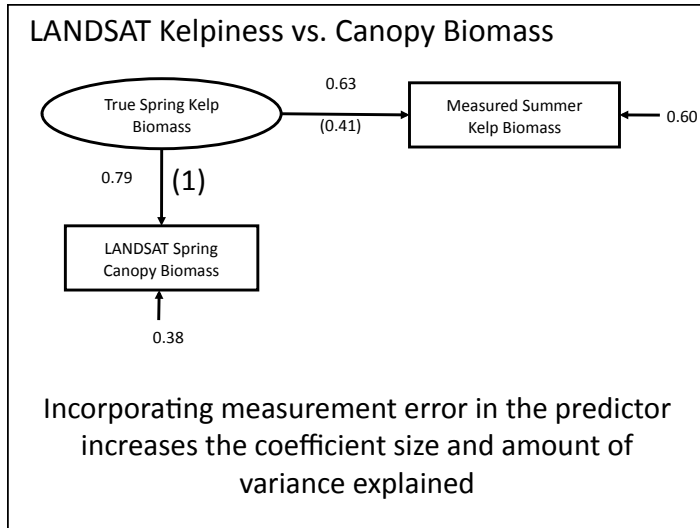 LANDSAT Kelpiness vs. Canopy Biomass
True Spring Kelp
Biomass
0.63
(0.41)
Measured Summer
Kelp Biomass
0.60
0.79
(1)
LANDSAT Spring
Canopy Biomass
0.38
Incorporating measurement error in the predictor
increases the coefficient size and amount of
variance explained